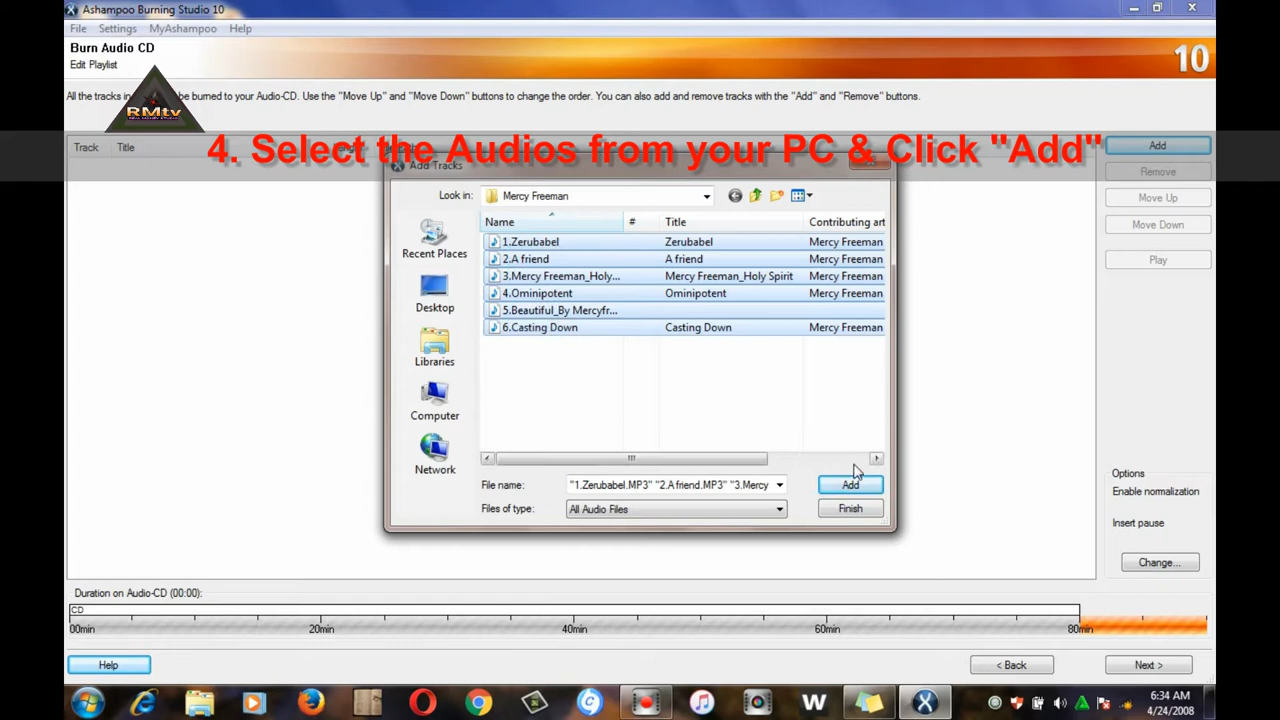 Ashampoo Burning Studio 10
File Settings MyAshampoo Help
Burn Audio CD
Edit Playlist
10
All the tracks in be burned to your Audio-CD. Use the "Move Up" and "Move Down" buttons to change the order. You can also add and remove tracks with the "Add" and "Remove" buttons.
RMtv
4. Select the Audios from your PC & Click "Add"
Track Title
Add
Remove
Move Up
Move Down
Play
Add Tracks
Look in: Mercy Freeman
Name # Title Contributing art
1.Zerubabel Zerubabel Mercy Freeman
2.A friend A friend Mercy Freeman
3.Mercy Freeman_Holy... Mercy Freeman_Holy Spirit Mercy Freeman
4.Ominipotent Ominipotent Mercy Freeman
5.Beautiful_By Mercyfr...
6.Casting Down Casting Down Mercy Freeman
Recent Places
Desktop
Libraries
Computer
Network
File name: "1.Zerubabel.MP3" "2.A friend.MP3" "3.Mercy Add
Files of type: All Audio Files Finish
Options
Enable normalization
Insert pause
Change...
Duration on Audio-CD (00:00):
CD
00min 20min 40min 60min 80min
Help < Back Next >
W
6:34 AM
4/24/2008